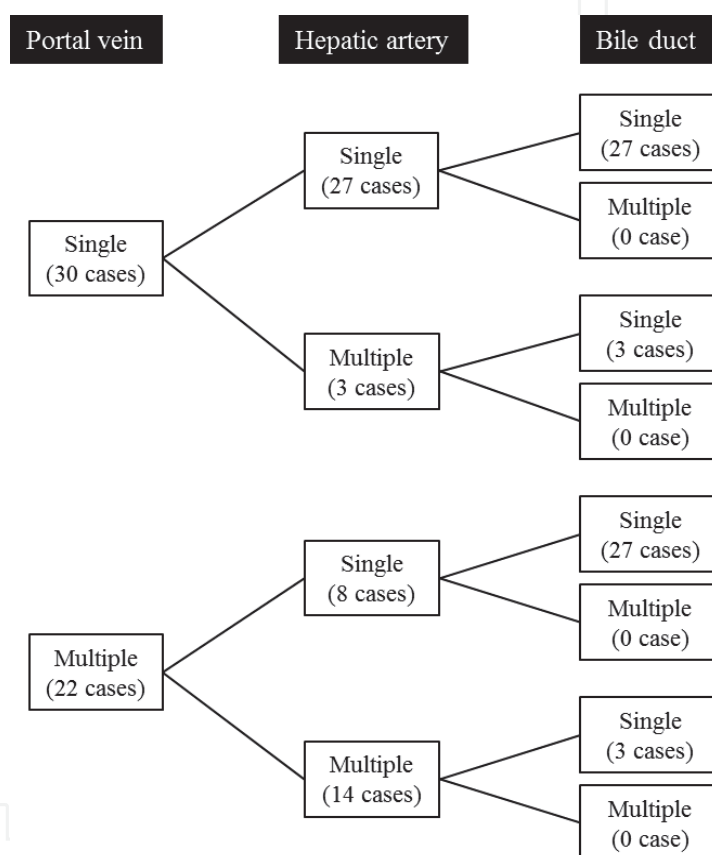 Portal vein
Hepatic artery
Bile duct
Single
(30 cases)
Single
(27 cases)
Single
(27 cases)
Multiple
(0 case)
Multiple
(3 cases)
Single
(3 cases)
Multiple
(0 case)
Multiple
(22 cases)
Single
(8 cases)
Single
(27 cases)
Multiple
(0 case)
Multiple
(14 cases)
Single
(3 cases)
Multiple
(0 case)